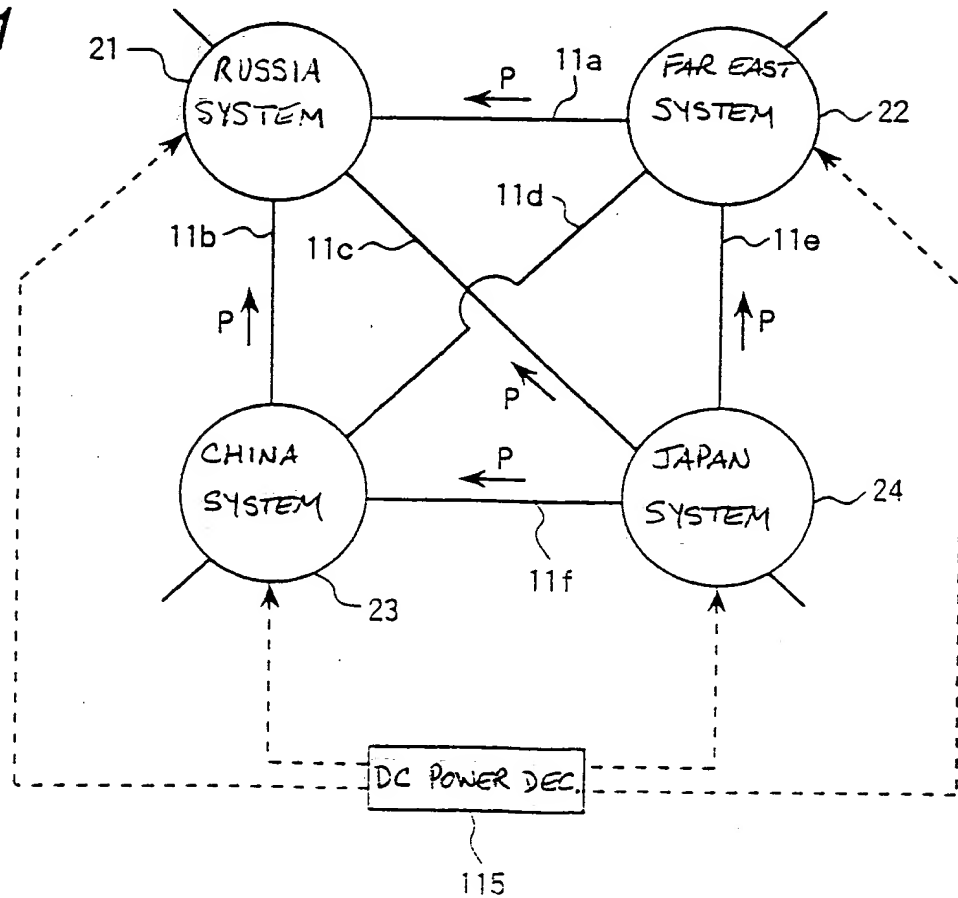 1
21
RUSSIA
SYSTEM
P
11a
FAR EAST
SYSTEM
22
11b
11c
11d
11e
P
P
P
CHINA
SYSTEM
P
JAPAN
SYSTEM
24
23
11f
DC POWER DEC.
115